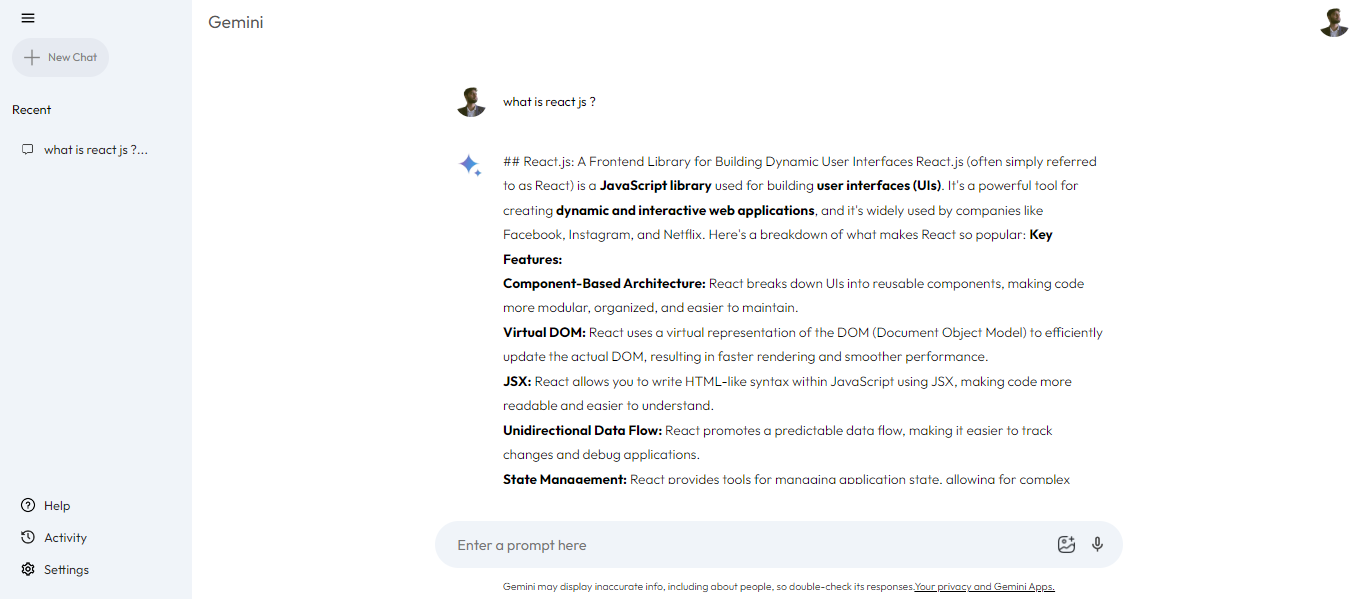 Gemini
New Chat
Recent
what is react js ?...
Help
Activity
Settings
what is react js ?
## React.js: A Frontend Library for Building Dynamic User Interfaces React.js (often simply referred
to as React) is a JavaScript library used for building user interfaces (UIs). It's a powerful tool for
creating dynamic and interactive web applications, and it's widely used by companies like
Facebook, Instagram, and Netflix. Here's a breakdown of what makes React so popular: Key
Features:
Component-Based Architecture: React breaks down UIs into reusable components, making code
more modular, organized, and easier to maintain.
Virtual DOM: React uses a virtual representation of the DOM (Document Object Model) to efficiently
update the actual DOM, resulting in faster rendering and smoother performance.
JSX: React allows you to write HTML-like syntax within JavaScript using JSX, making code more
readable and easier to understand.
Unidirectional Data Flow: React promotes a predictable data flow, making it easier to track
changes and debug applications.
State Management: React provides tools for managing application state, allowing for complex
Enter a prompt here
Gemini may display inaccurate info, including about people, so double-check its responses.Your privacy and Gemini Apps.